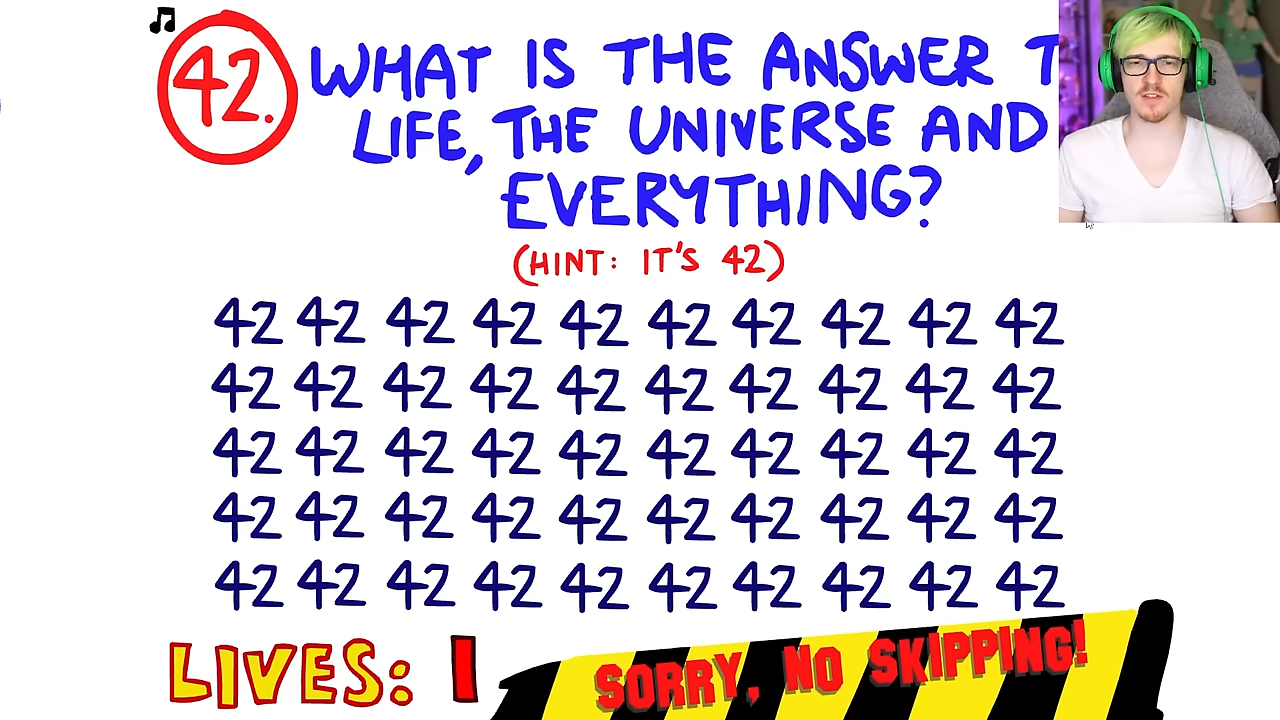 42. WHAT IS THE ANSWER T
LIFE, THE UNIVERSE AND
EVERYTHING?
(HINT: IT'S 42)
42 42 42 42 42 42 42 42 42 42
42 42 42 42 42 42 42 42 42 42
42 42 42 42 42 42 42 42 42 42
42 42 42 42 42 42 42 42 42 42
42 42 42 42 42 42 42 42 42 42
LIVES: 1
SORRY, NO SKIPPING!